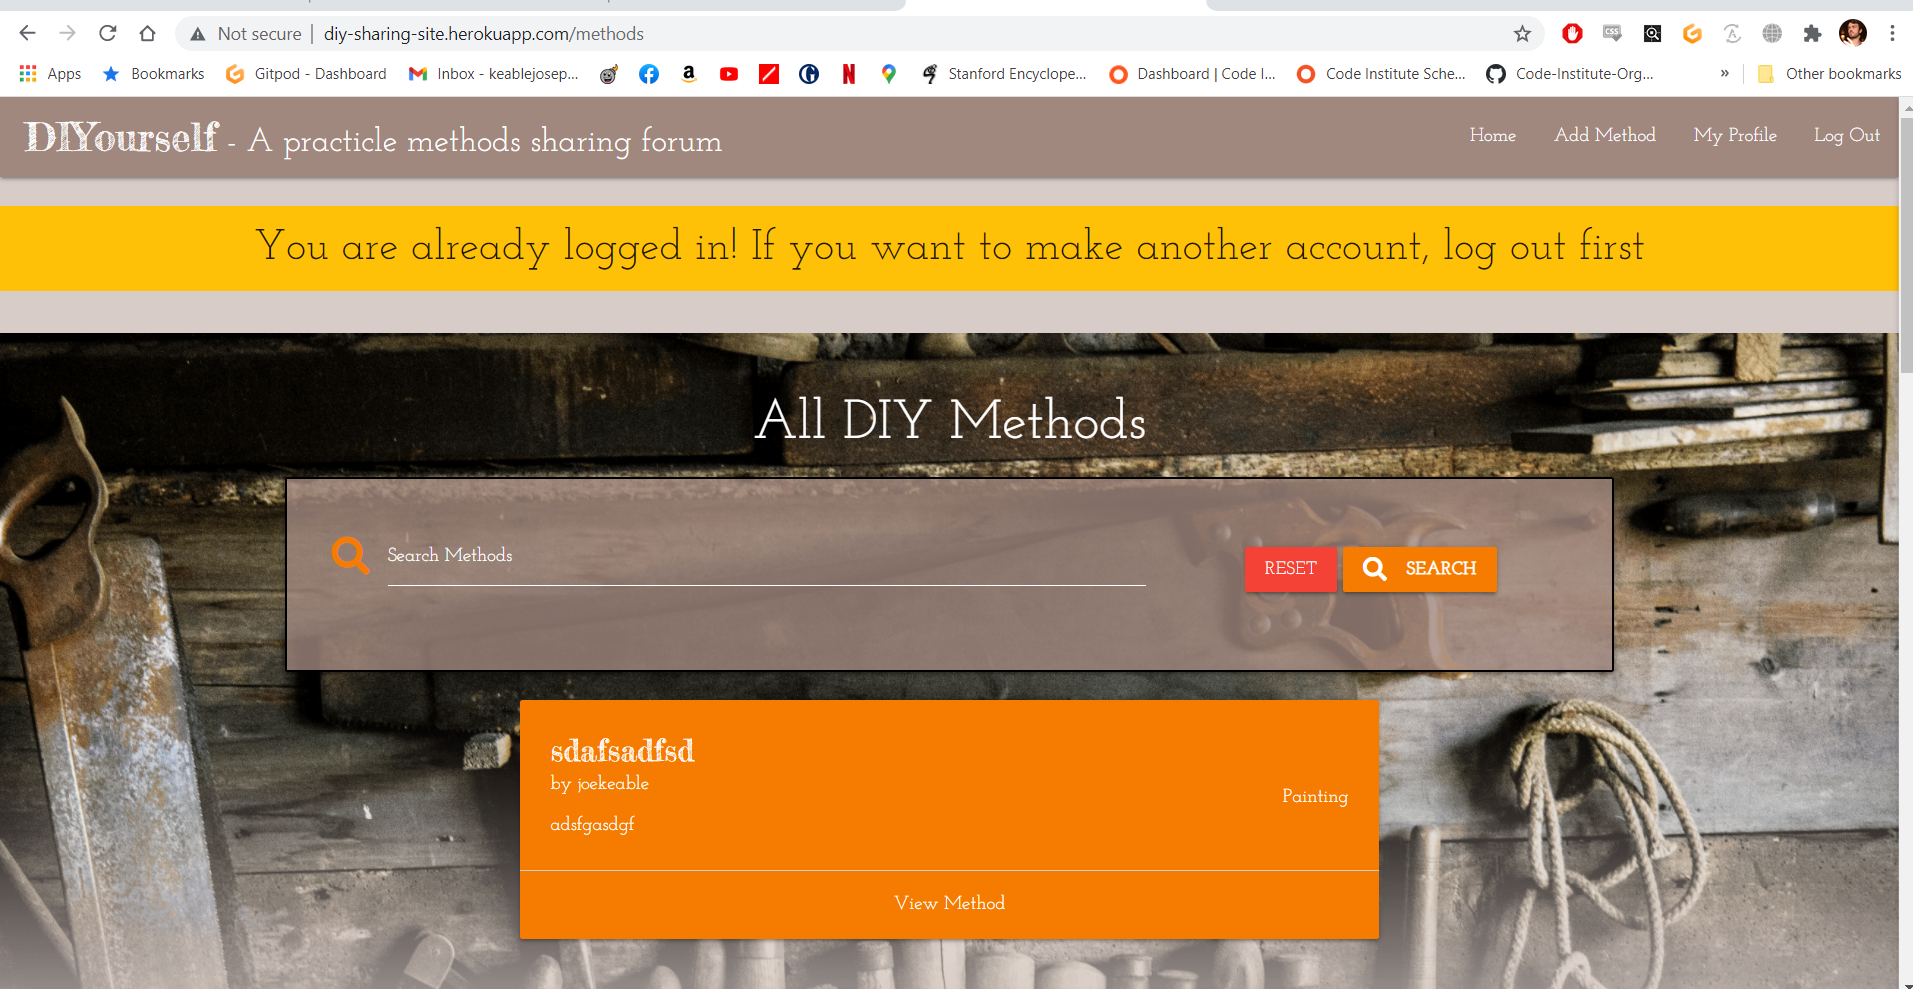 Not secure | diy-sharing-site.herokuapp.com/methods
Apps Bookmarks Gitpod - Dashboard Inbox - keablejosep... Stanford Encyclope... Dashboard | Code I... Code Institute Sche... Code-Institute-Org... » Other bookmarks
DIYourself - A practicle methods sharing forum
Home Add Method My Profile Log Out
You are already logged in! If you want to make another account, log out first
All DIY Methods
Search Methods RESET SEARCH
sdafsadfsd
by joekeable
Painting
adsfgasdgf
View Method